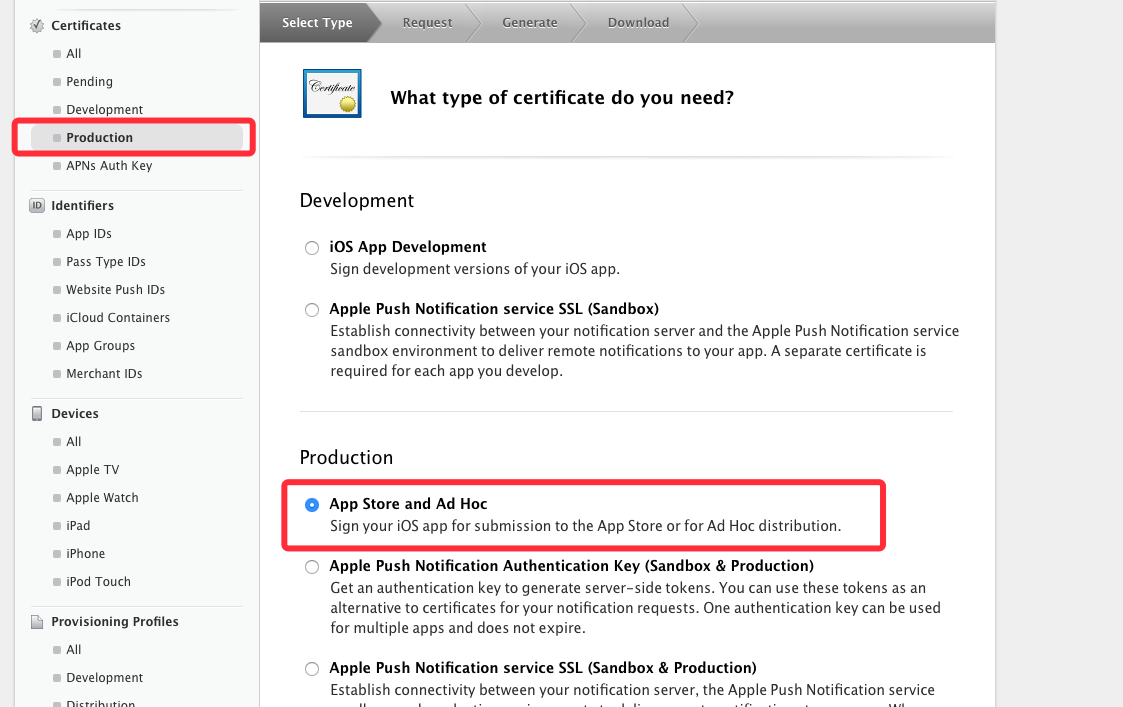 Certificates
All
Pending
Development
Production
APNs Auth Key
ID Identifiers
App IDs
Pass Type IDs
Website Push IDs
iCloud Containers
App Groups
Merchant IDs
Devices
All
Apple TV
Apple Watch
iPad
iPhone
iPod Touch
Provisioning Profiles
All
Development
Distribution
Select Type Request Generate Download
Certificate
What type of certificate do you need?
Development
iOS App Development
Sign development versions of your iOS app.
Apple Push Notification service SSL (Sandbox)
Establish connectivity between your notification server and the Apple Push Notification service
sandbox environment to deliver remote notifications to your app. A separate certificate is
required for each app you develop.
Production
App Store and Ad Hoc
Sign your iOS app for submission to the App Store or for Ad Hoc distribution.
Apple Push Notification Authentication Key (Sandbox & Production)
Get an authentication key to generate server-side tokens. You can use these tokens as an
alternative to certificates for your notification requests. One authentication key can be used
for multiple apps and does not expire.
Apple Push Notification service SSL (Sandbox & Production)
Establish connectivity between your notification server, the Apple Push Notification service